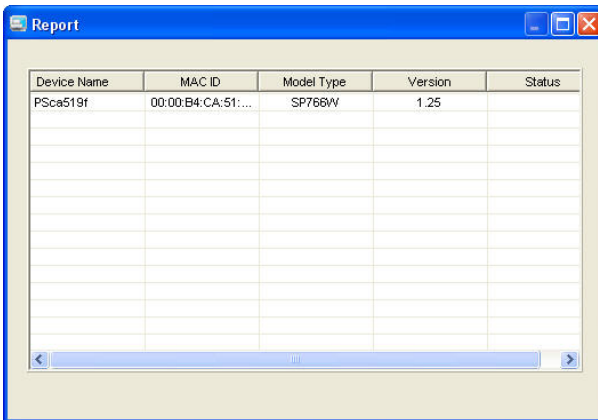 Report
Device Name MAC ID Model Type Version Status
PSca519f 00:00:B4:CA:51:... SP766W 1.25